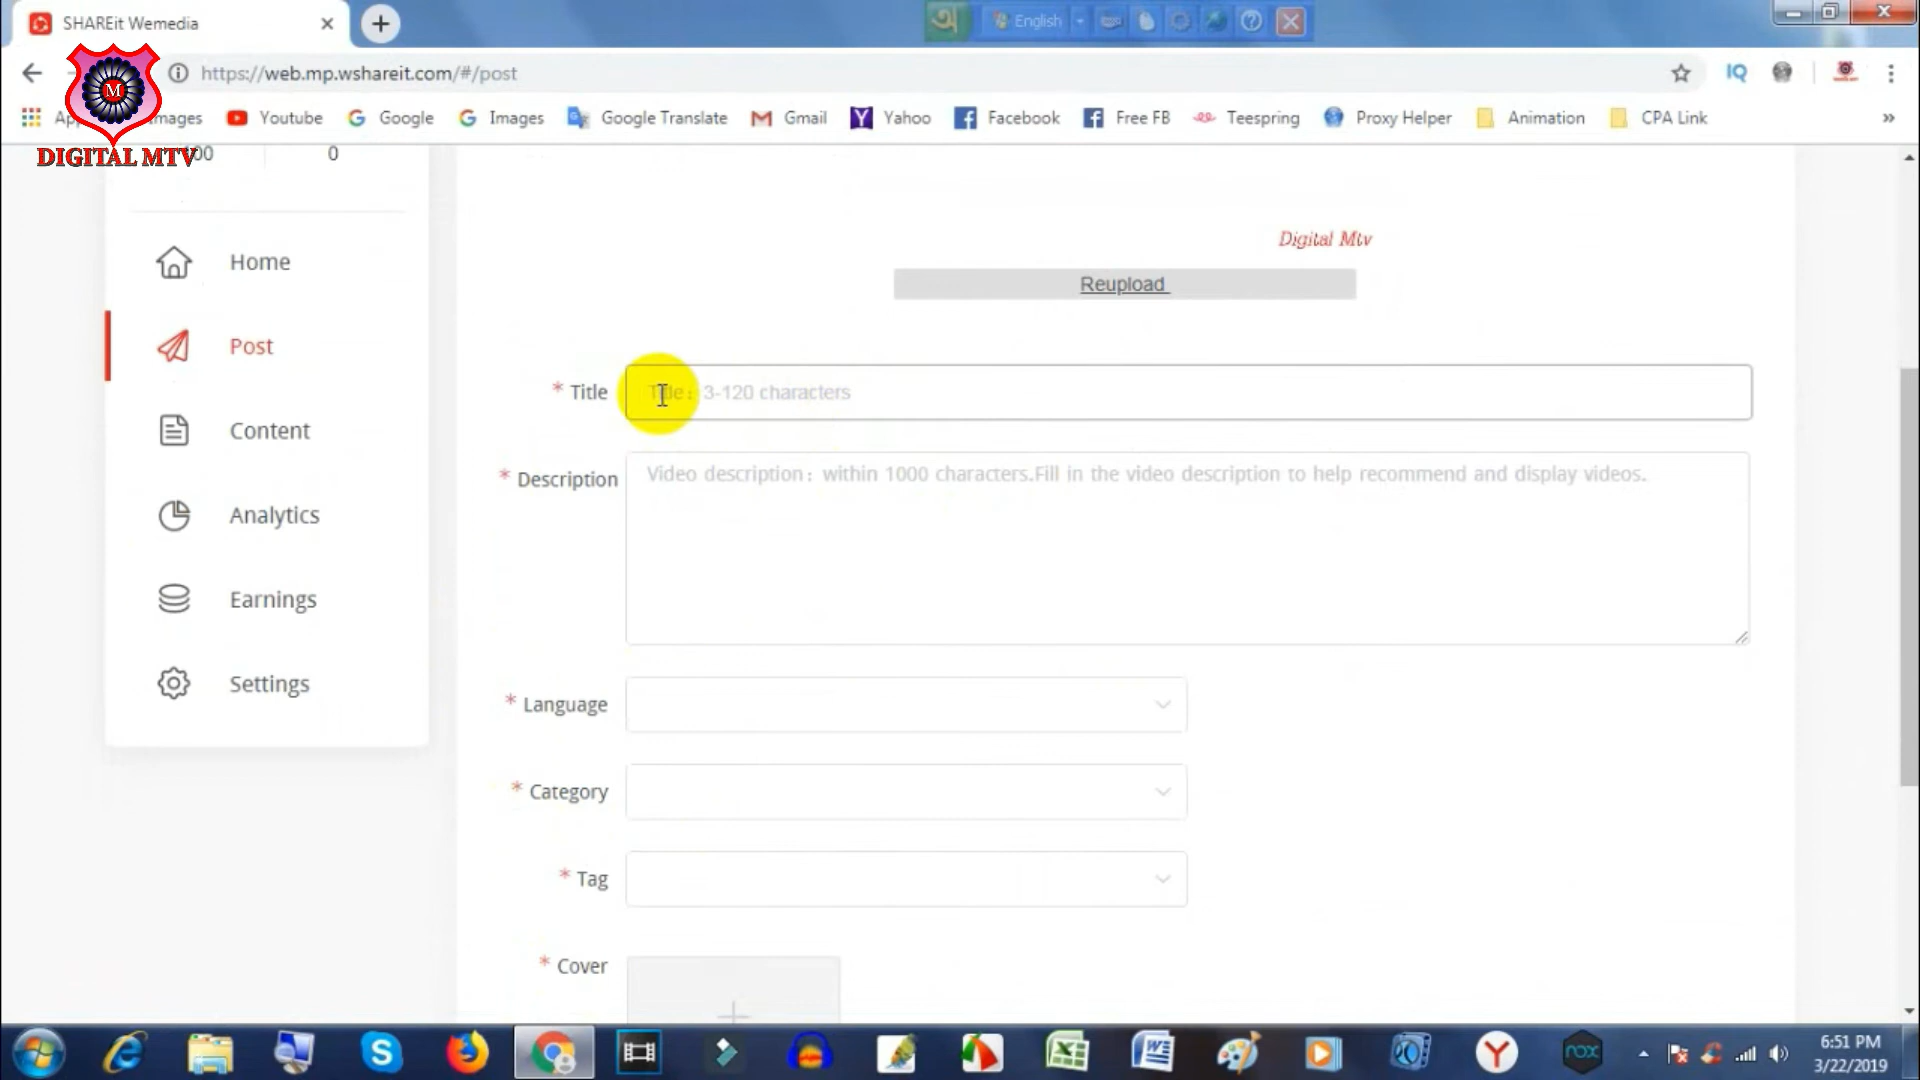 SHAREit Wemedia
English
https://web.mp.wshareit.com/#/post
IQ
Images Youtube Google Images Google Translate Gmail Yahoo Facebook Free FB Teespring Proxy Helper Animation CPA Link
M
DIGITAL MTV
0
Home
Post
Content
Analytics
Earnings
Settings
Digital Mtv
Reupload
* Title
Title: 3-120 characters
* Description
Video description: within 1000 characters.Fill in the video description to help recommend and display videos.
* Language
* Category
* Tag
* Cover
nox
6:51 PM
3/22/2019